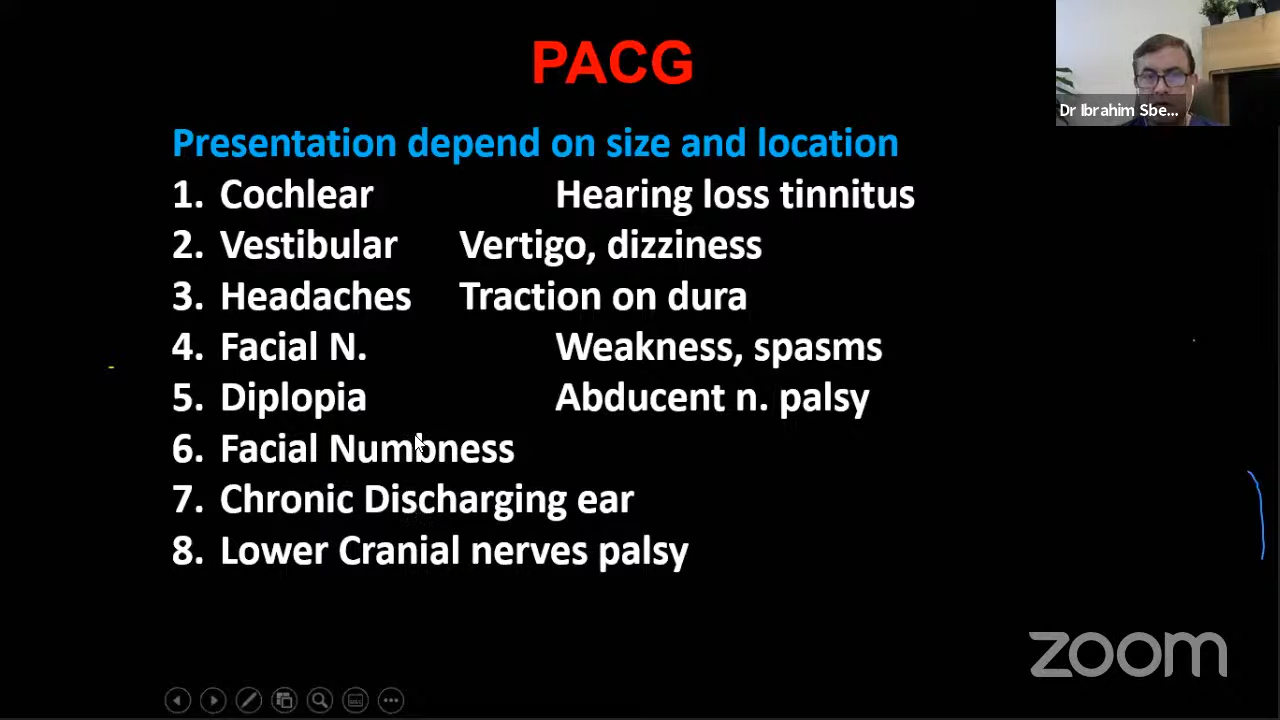 PACG
Dr Ibrahim Sbe...
Presentation depend on size and location
1. Cochlear Hearing loss tinnitus
2. Vestibular Vertigo, dizziness
3. Headaches Traction on dura
4. Facial N. Weakness, spasms
5. Diplopia Abducent n. palsy
6. Facial Numbness
7. Chronic Discharging ear
8. Lower Cranial nerves palsy
zoom